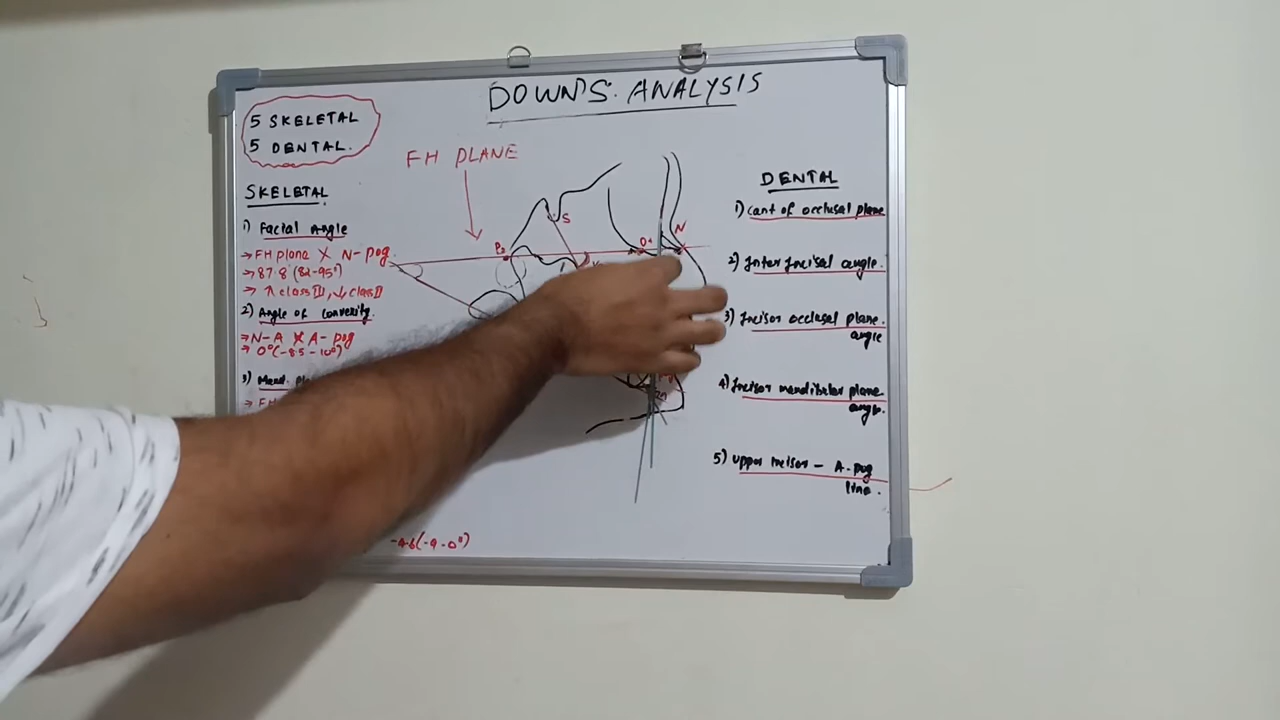 DOWN'S. ANALYSIS
5 SKELETAL
5 DENTAL.
FH PLANE
SKELETAL
1) Facial Angle
→ FH plane X N-pog
→ 87.8 (82-95°)
→ ↑ class III, ↓ class II
2) Angle of convexity
→ N-A X A-pog
→ 0° (-8.5 - 10°)
3) Mand.
-4.6 (-9-0°)
S
N
DENTAL
1) Cant of occlusal plane
2) Inter Incisal angle.
3) Incisor occlusal plane.
angle
4) Incisor mandibular plane
angle.
5) Upper incisor - A-pog
line.